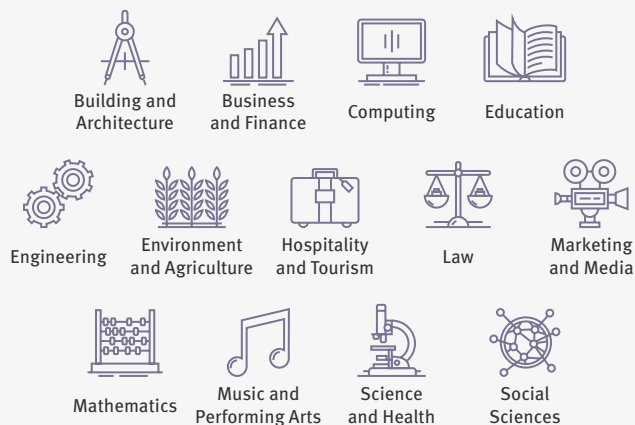 Building and
Architecture
Business
and Finance
Computing
Education
Engineering
Environment
and Agriculture
Hospitality
and Tourism
Law
Marketing
and Media
Mathematics
Music and
Performing Arts
Science
and Health
Social
Sciences